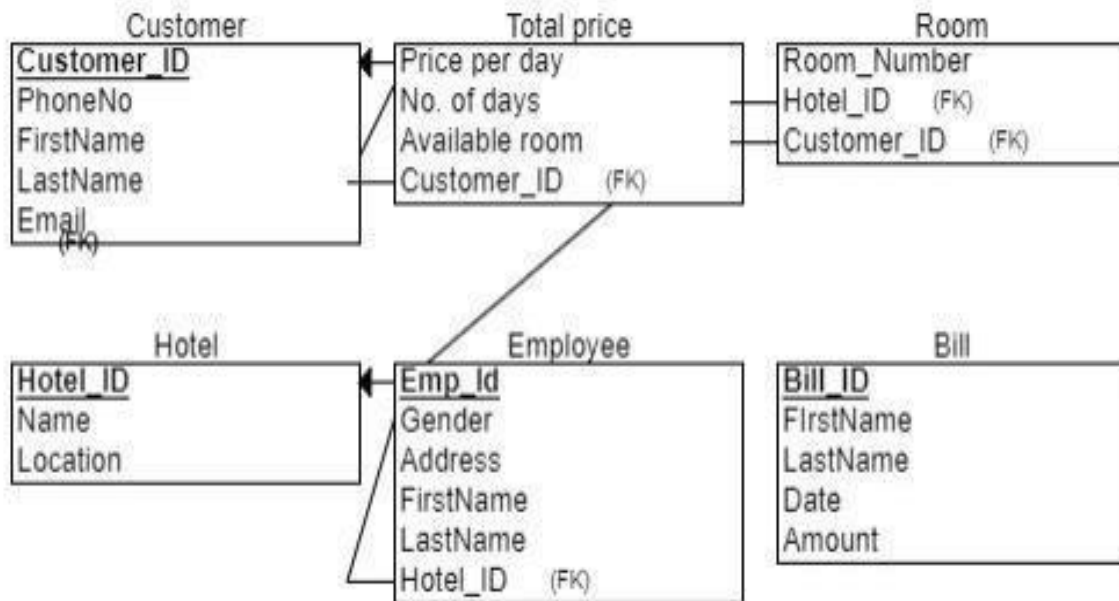 Customer
Customer_ID
PhoneNo
FirstName
LastName
Email
(FK)
Total price
Price per day
No. of days
Available room
Customer_ID (FK)
Room
Room_Number
Hotel_ID (FK)
Customer_ID (FK)
Hotel
Hotel_ID
Name
Location
Employee
Emp_Id
Gender
Address
FirstName
LastName
Hotel_ID (FK)
Bill
Bill_ID
FIrstName
LastName
Date
Amount